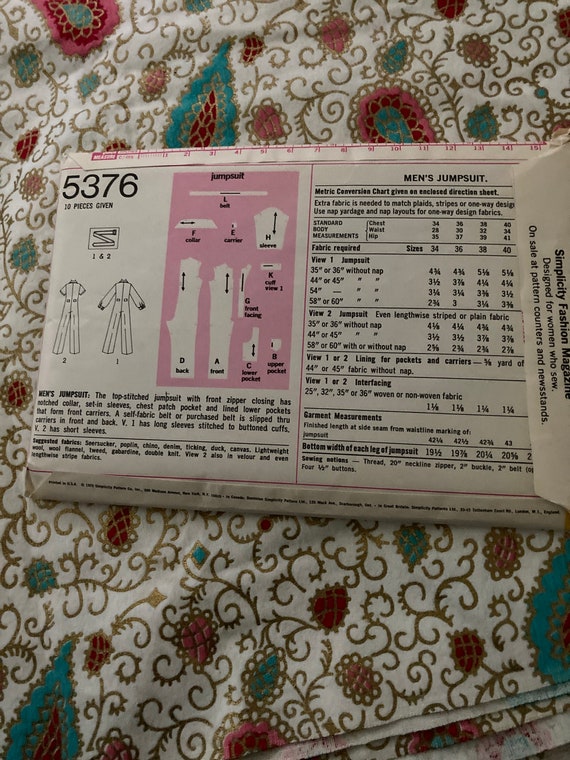 5376
10 PIECES GIVEN
1 & 2
2
1
jumpsuit
L
belt
F
collar
E
carrier
H
sleeve
K
cuff
view 1
G
front
facing
D
back
A
front
C
lower
pocket
B
upper
pocket
MEN'S JUMPSUIT: The top-stitched jumpsuit with front zipper closing has
notched collar, set-in sleeves, chest patch pocket and lined lower pockets
that form front carriers. A self-fabric belt or purchased belt is slipped thru
carriers in front and back. V. 1 has long sleeves stitched to buttoned cuffs,
V. 2 has short sleeves.
Suggested fabrics: Seersucker, poplin, chino, denim, ticking, duck, canvas. Lightweight
wool, wool flannel, tweed, gabardine, double knit. View 2 also in velour and even
lengthwise stripe fabrics.
MEN'S JUMPSUIT.
Metric Conversion Chart given on enclosed direction sheet.
Extra fabric is needed to match plaids, stripes or one-way design
Use nap yardage and nap layouts for one-way design fabrics.
STANDARD Chest 34 36 38 40
BODY Waist 28 30 32 34
MEASUREMENTS Hip 35 37 39 41
Fabric required Sizes 34 36 38 40
View 1 Jumpsuit
35" or 36" without nap 4¾ 4¾ 5⅛ 5⅛
44" or 45" " " 3½ 3⅞ 4¼ 4¼
54" " " 3¼ 3¼ 3⅜ 3½
58" or 60" " " 2¾ 3 3¼ 3⅜
View 2 Jumpsuit Even lengthwise striped or plain fabric
35" or 36" without nap 4⅛ 4¼ 4¾ 4¾
44" or 45" " " 3½ 3½ 3⅞ 3⅞
58" or 60" with or without nap 2⅝ 2¾ 2¾ 2⅞
View 1 or 2 Lining for pockets and carriers — ⅝ yard of
44" or 45" fabric without nap.
View 1 or 2 Interfacing
25", 32", 35" or 36" woven or non-woven fabric
1⅛ 1⅛ 1¼ 1¼
Garment Measurements
Finished length at side seam from waistline marking of
jumpsuit
42¼ 42½ 42¾ 43
Bottom width of each leg of jumpsuit 19½ 19⅞ 20¼ 20⅝
Sewing notions — Thread, 20" neckline zipper, 2" buckle, 2" belt
Four ½" buttons.
Simplicity Fashion Magazine
Designed for women who sew.
On sale at pattern counters and newsstands.